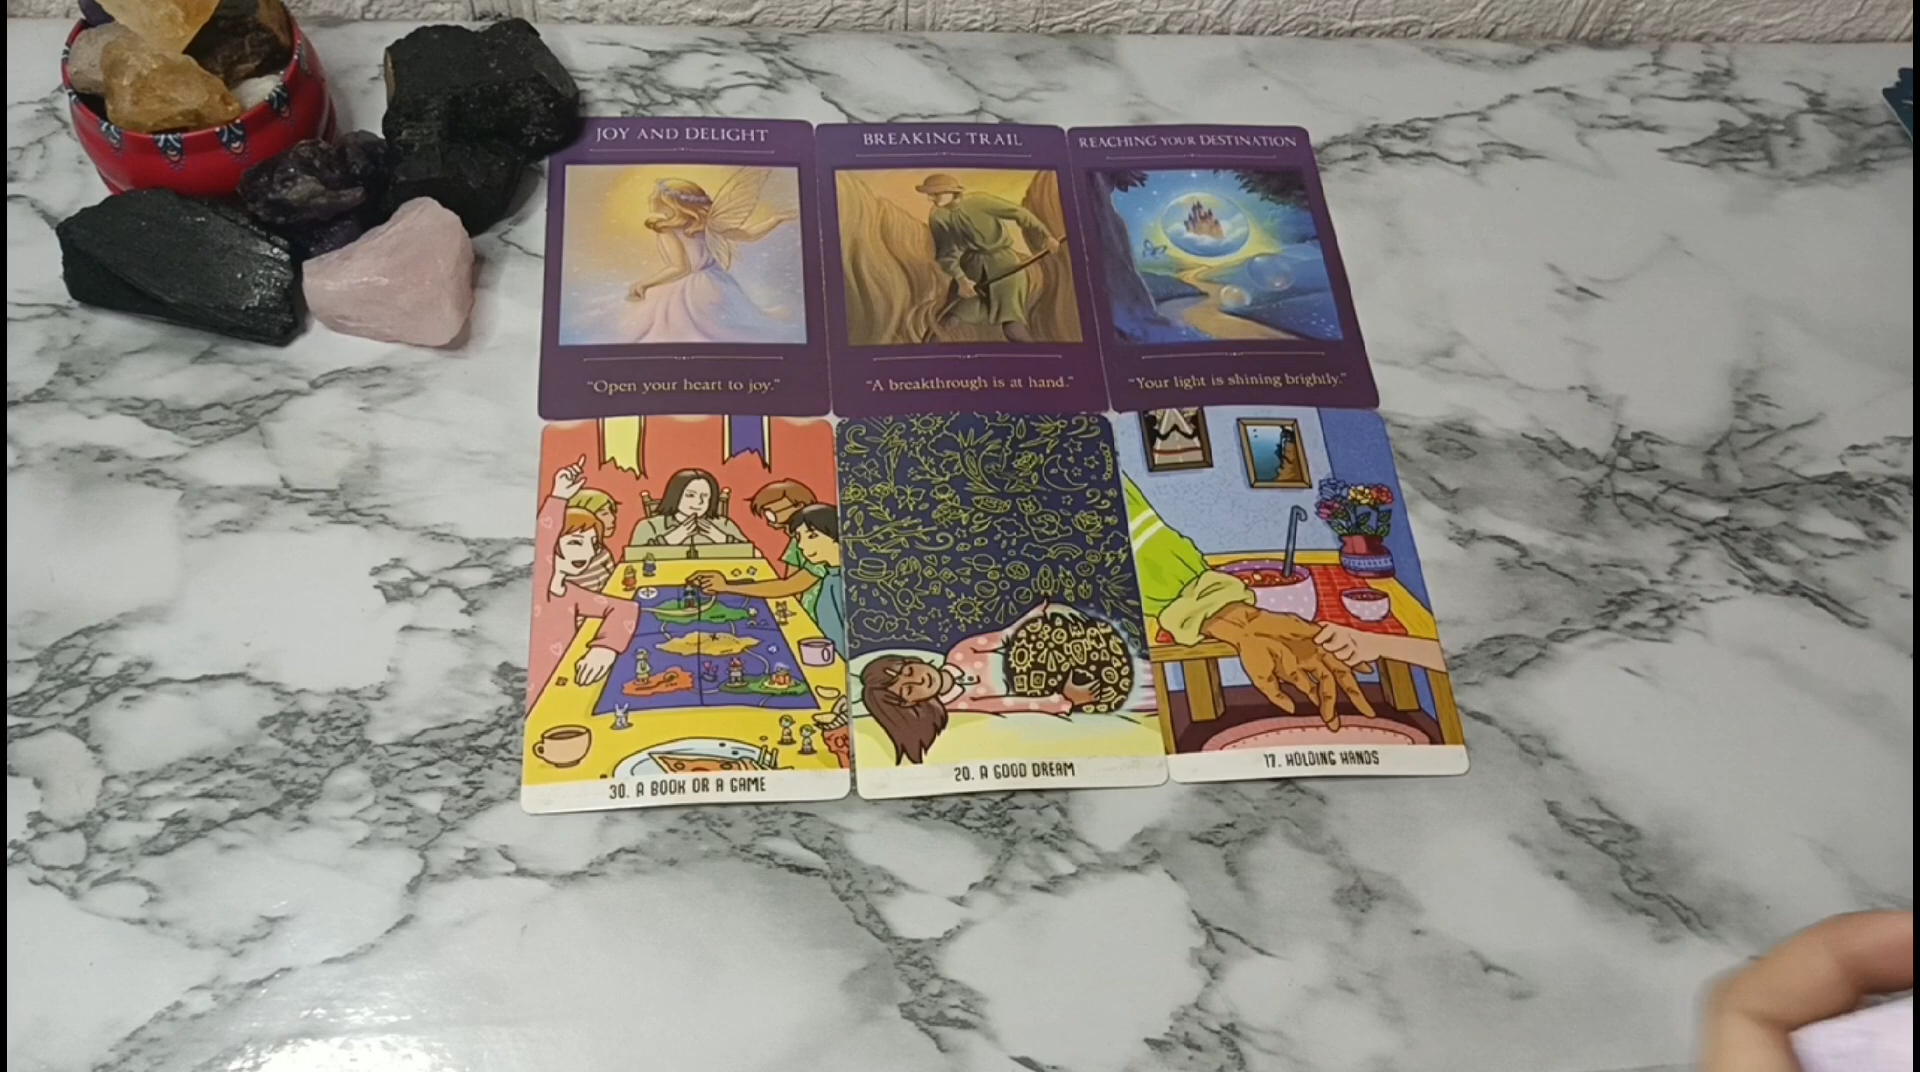 JOY AND DELIGHT
"Open your heart to joy."
BREAKING TRAIL
"A breakthrough is at hand."
REACHING YOUR DESTINATION
"Your light is shining brightly."
30. A BOOK OR A GAME
20. A GOOD DREAM
17. HOLDING HANDS